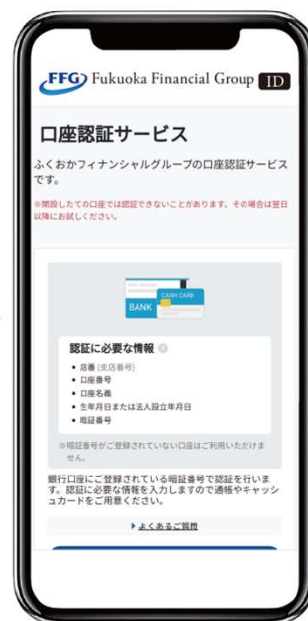 FFG Fukuoka Financial Group ID
口座認証サービス
ふくおかフィナンシャルグループの口座認証サービス
です。
※開設したての口座では認証できないことがあります。その場合は翌日
以降にお試しください。
CASH CARD
BANK
認証に必要な情報
• 店番 (支店番号)
• 口座番号
• 口座名義
• 生年月日または法人設立年月日
• 暗証番号
※暗証番号がご登録されていない口座はご利用いただけま
せん。
銀行口座にご登録されている暗証番号で認証を行いま
す。認証に必要な情報を入力しますので通帳やキャッシ
ュカードをご用意ください。
よくあるご質問